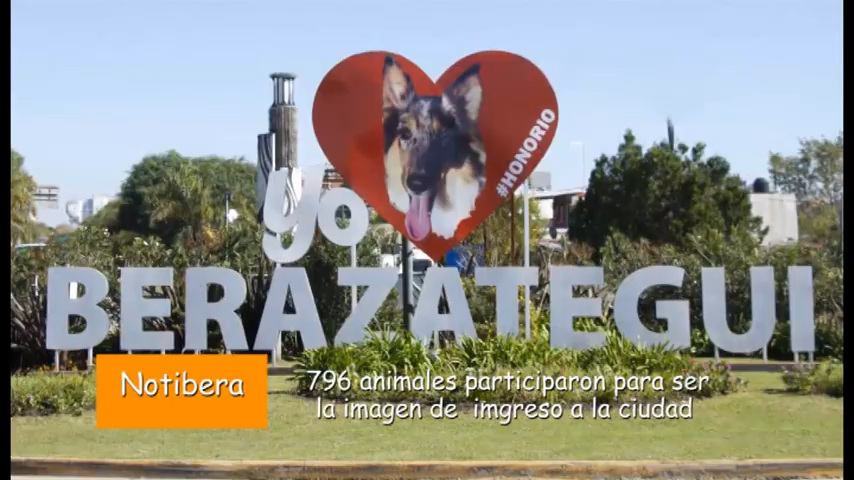 #HONORIO
yo
BERAZATEGUI
Notibera
796 animales participaron para ser
la imagen de imgreso a la ciudad